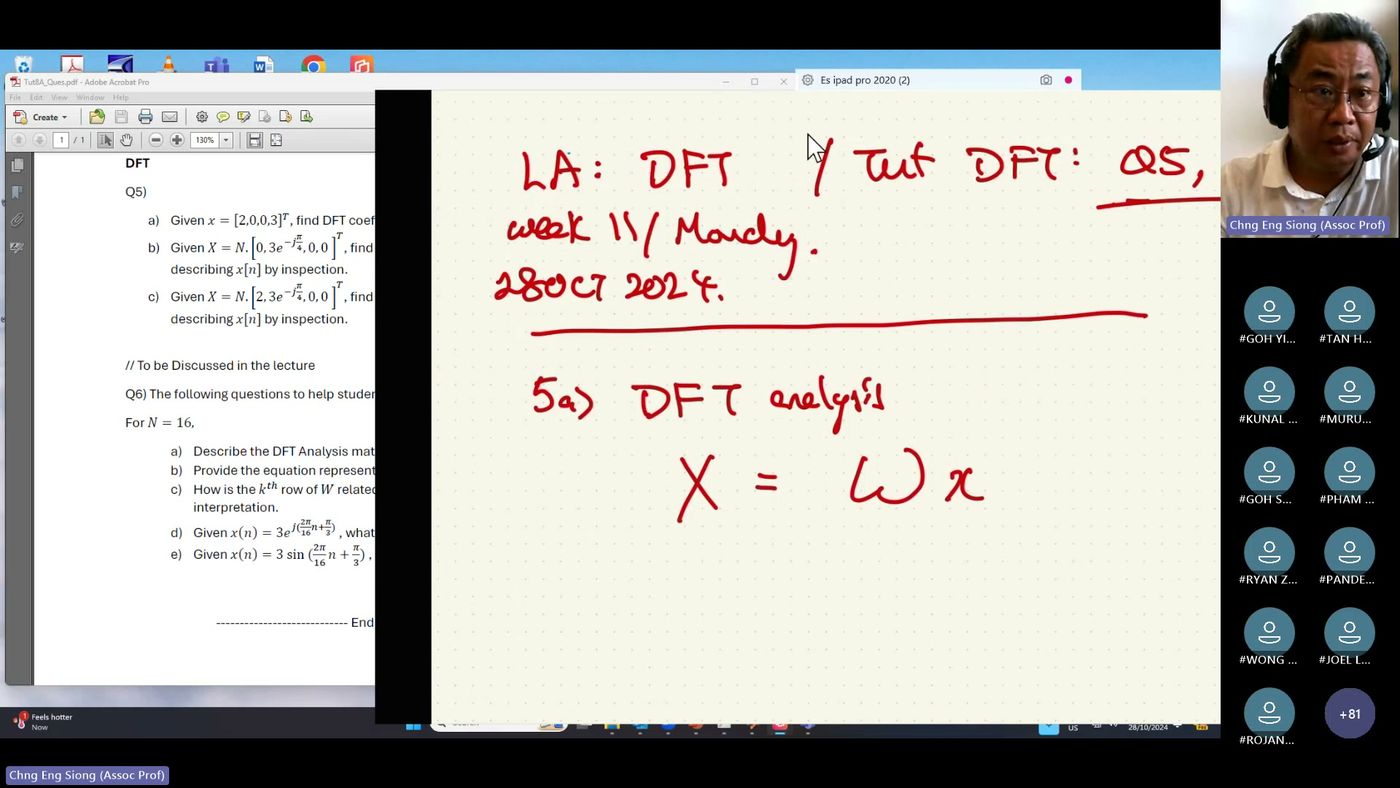 Tut8A_Ques.pdf - Adobe Acrobat Pro
File Edit View Window Help
Create
1 / 1
130%
DFT
Q5)
a) Given x = [2,0,0,3]^T, find DFT coef
b) Given X = N.[0, 3e^{-jπ/4}, 0, 0]^T, find
describing x[n] by inspection.
c) Given X = N.[2, 3e^{-jπ/4}, 0, 0]^T, find
describing x[n] by inspection.
// To be Discussed in the lecture
Q6) The following questions to help studer
For N = 16,
a) Describe the DFT Analysis mat
b) Provide the equation represent
c) How is the k^{th} row of W related
interpretation.
d) Given x(n) = 3e^{j(2π/16 n+π/3)}, what
e) Given x(n) = 3 sin (2π/16 n + π/3) ,
---------------------------- End
Es ipad pro 2020 (2)
LA: DFT / Tut DFT: Q5,
week 11/ Monday.
28 OCT 2024.
5a) DFT analysis
X = W x
Feels hotter
Now
US
28/10/2024
Chng Eng Siong (Assoc Prof)
#GOH YI... #TAN H...
#KUNAL ... #MURU...
#GOH S... #PHAM ...
#RYAN Z... #PANDE...
#WONG ... #JOEL L...
#ROJAN... +81
Chng Eng Siong (Assoc Prof)